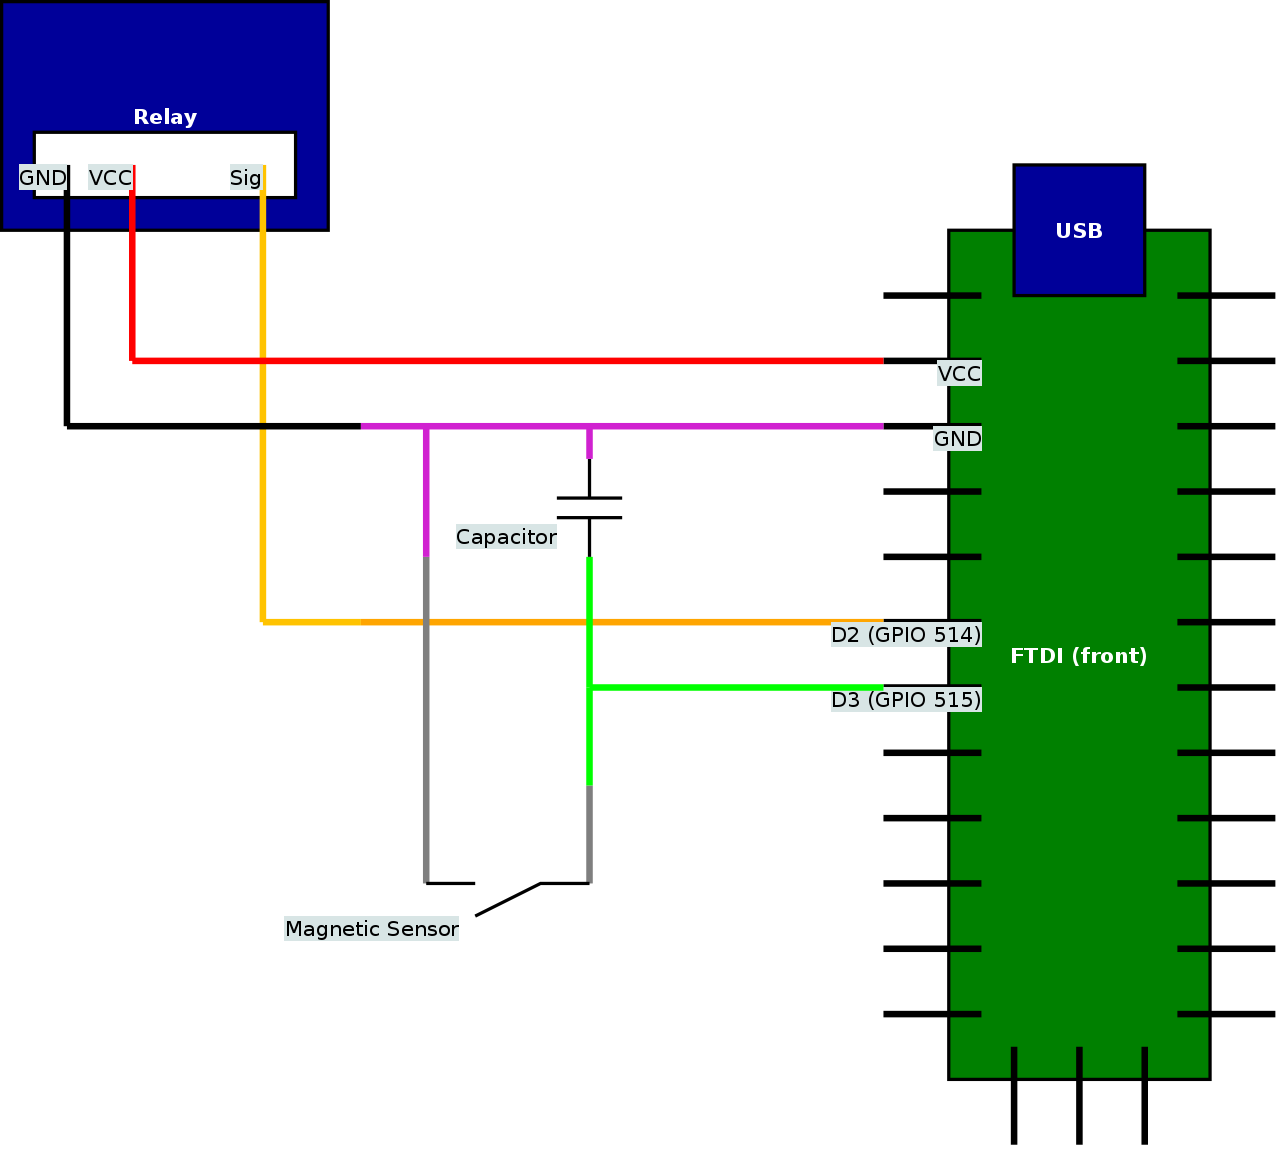 Relay
GND
VCC
Sig
USB
VCC
GND
Capacitor
D2 (GPIO 514)
FTDI (front)
D3 (GPIO 515)
Magnetic Sensor